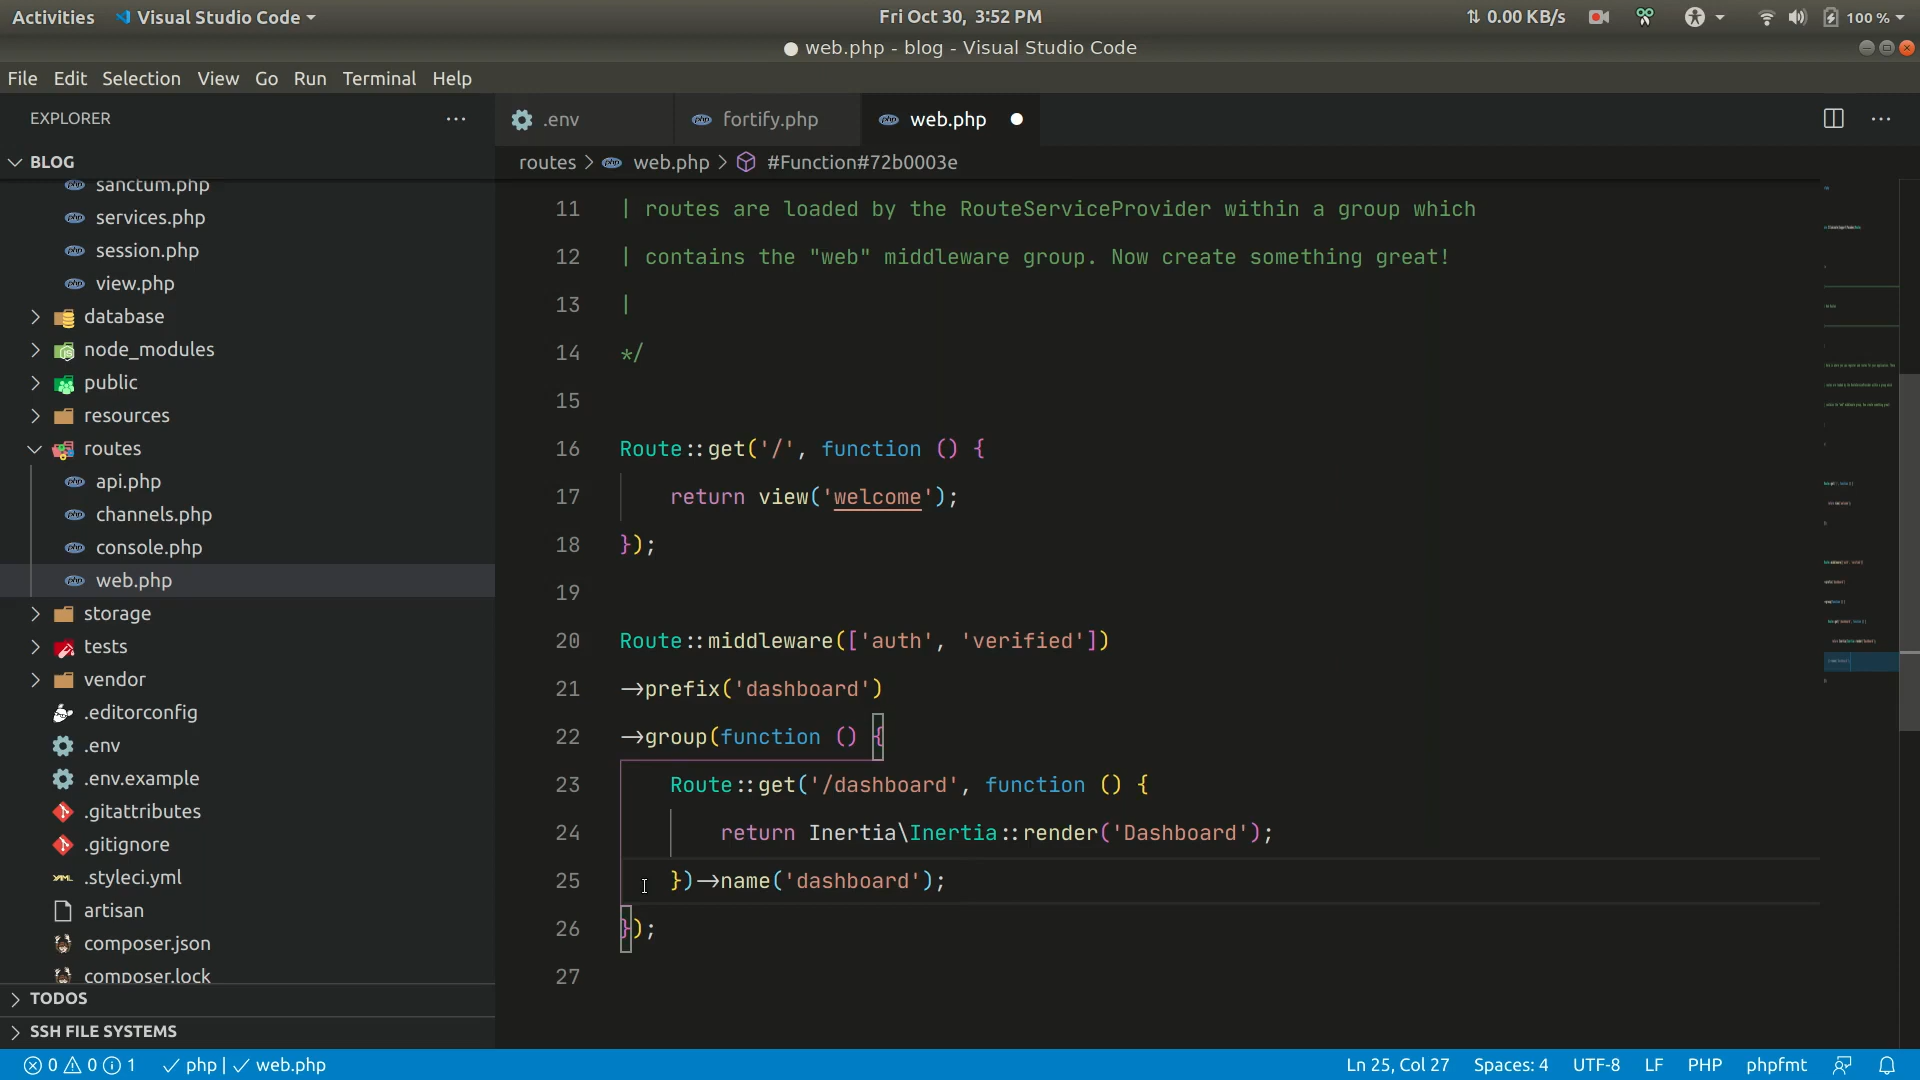 Activities Visual Studio Code Fri Oct 30, 3:52 PM 0.00 KB/s 100 %
● web.php - blog - Visual Studio Code
File Edit Selection View Go Run Terminal Help
EXPLORER ... .env fortify.php web.php ● ...
BLOG
routes > web.php > #Function#72b0003e
sanctum.php
services.php
session.php
view.php
database
node_modules
public
resources
routes
api.php
channels.php
console.php
web.php
storage
tests
vendor
.editorconfig
.env
.env.example
.gitattributes
.gitignore
.styleci.yml
artisan
composer.json
composer.lock
TODOS
SSH FILE SYSTEMS
11 | routes are loaded by the RouteServiceProvider within a group which
12 | contains the "web" middleware group. Now create something great!
13 |
14 */
15
16 Route::get('/', function () {
17 return view('welcome');
18 });
19
20 Route::middleware(['auth', 'verified'])
21 ->prefix('dashboard')
22 ->group(function () {
23 Route::get('/dashboard', function () {
24 return Inertia\Inertia::render('Dashboard');
25 })->name('dashboard');
26 });
27
0 0 1 php | web.php Ln 25, Col 27 Spaces: 4 UTF-8 LF PHP phpfmt